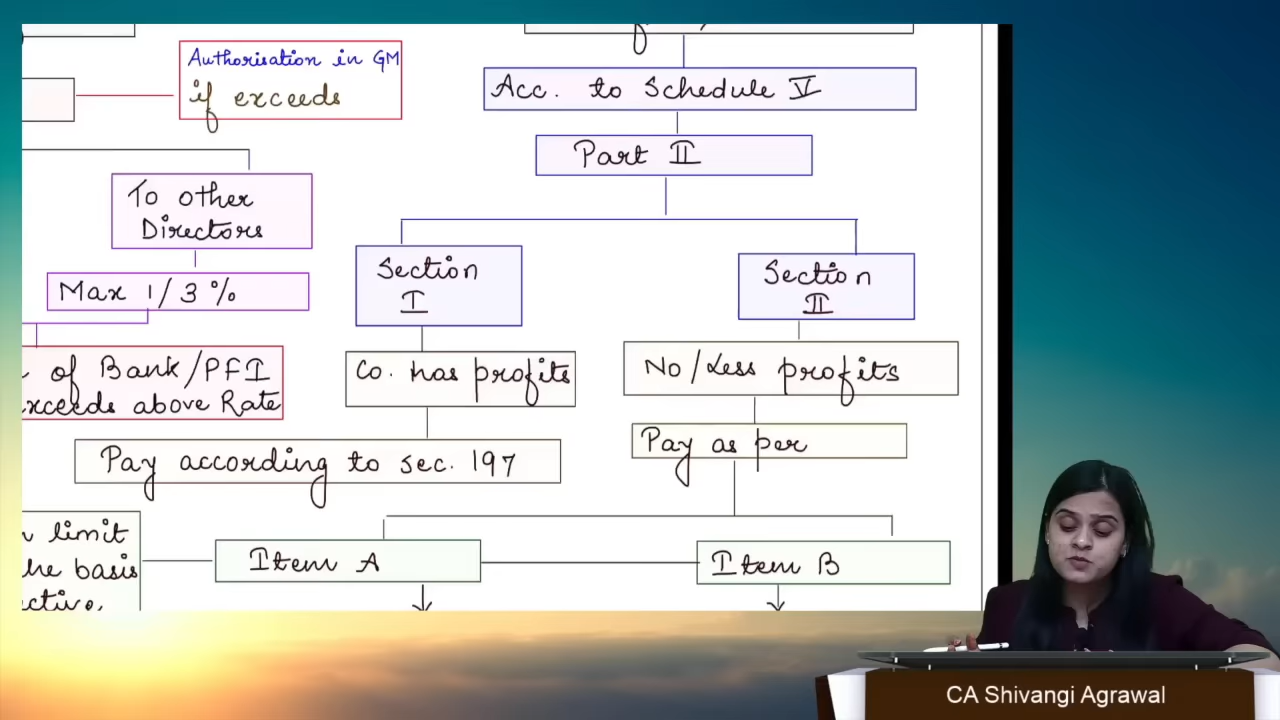 Authorisation in GM
if exceeds
Acc. to Schedule V
Part II
To other
Directors
Max 1/3 %
of Bank/PFI
exceeds above Rate
Section
I
Section
II
Co. has profits
No/Less profits
Pay according to sec. 197
Pay as per
limit
the basis
Item A
Item B
CA Shivangi Agrawal